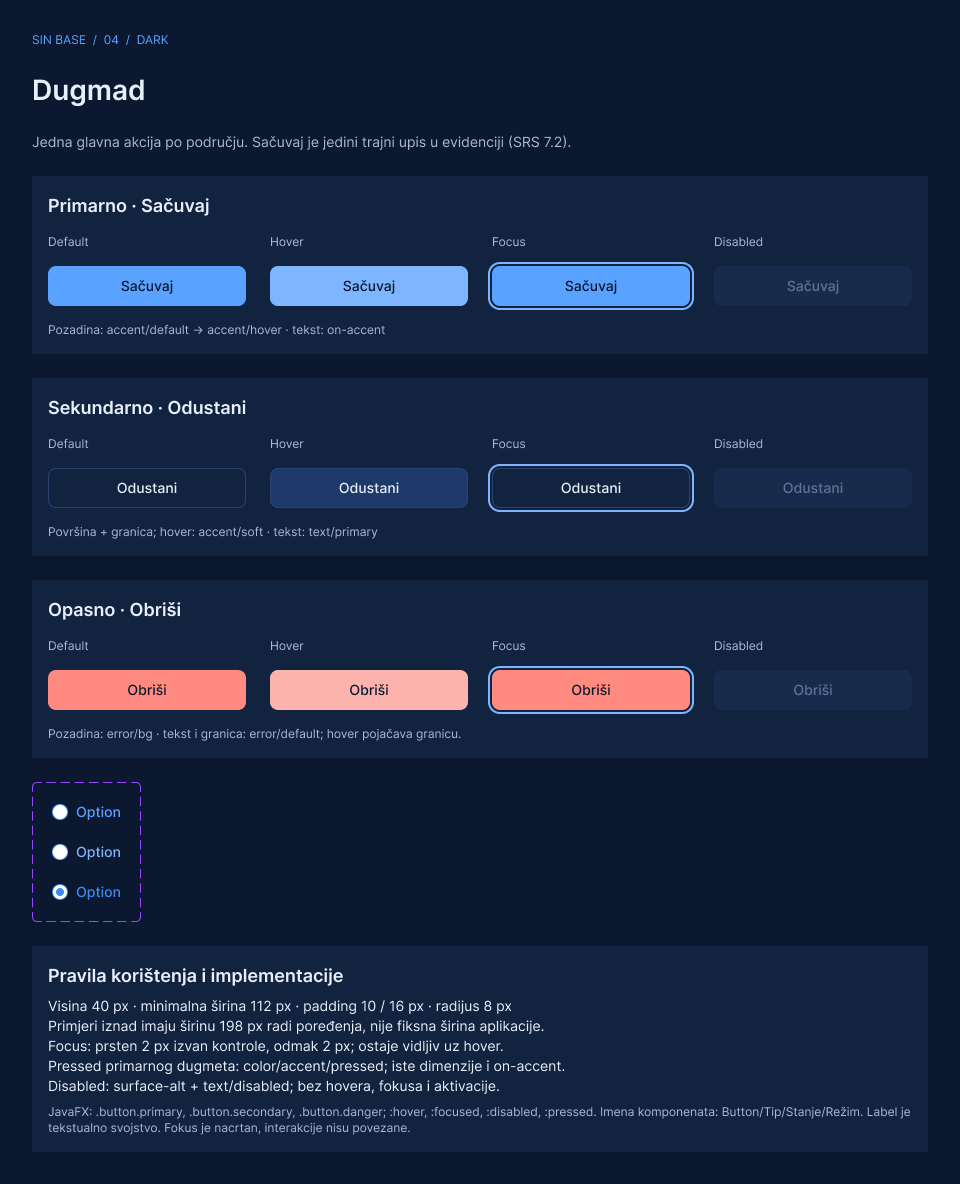 SIN BASE / 04 / DARK
Dugmad
Jedna glavna akcija po području. Sačuvaj je jedini trajni upis u evidenciji (SRS 7.2).
Primarno · Sačuvaj
Default Hover Focus Disabled
Sačuvaj Sačuvaj Sačuvaj Sačuvaj
Pozadina: accent/default → accent/hover · tekst: on-accent
Sekundarno · Odustani
Default Hover Focus Disabled
Odustani Odustani Odustani Odustani
Površina + granica; hover: accent/soft · tekst: text/primary
Opasno · Obriši
Default Hover Focus Disabled
Obriši Obriši Obriši Obriši
Pozadina: error/bg · tekst i granica: error/default; hover pojačava granicu.
Option
Option
Option
Pravila korištenja i implementacije
Visina 40 px · minimalna širina 112 px · padding 10 / 16 px · radijus 8 px
Primjeri iznad imaju širinu 198 px radi poređenja, nije fiksna širina aplikacije.
Focus: prsten 2 px izvan kontrole, odmak 2 px; ostaje vidljiv uz hover.
Pressed primarnog dugmeta: color/accent/pressed; iste dimenzije i on-accent.
Disabled: surface-alt + text/disabled; bez hovera, fokusa i aktivacije.
JavaFX: .button.primary, .button.secondary, .button.danger; :hover, :focused, :disabled, :pressed. Imena komponenata: Button/Tip/Stanje/Režim. Label je
tekstualno svojstvo. Fokus je nacrtan, interakcije nisu povezane.